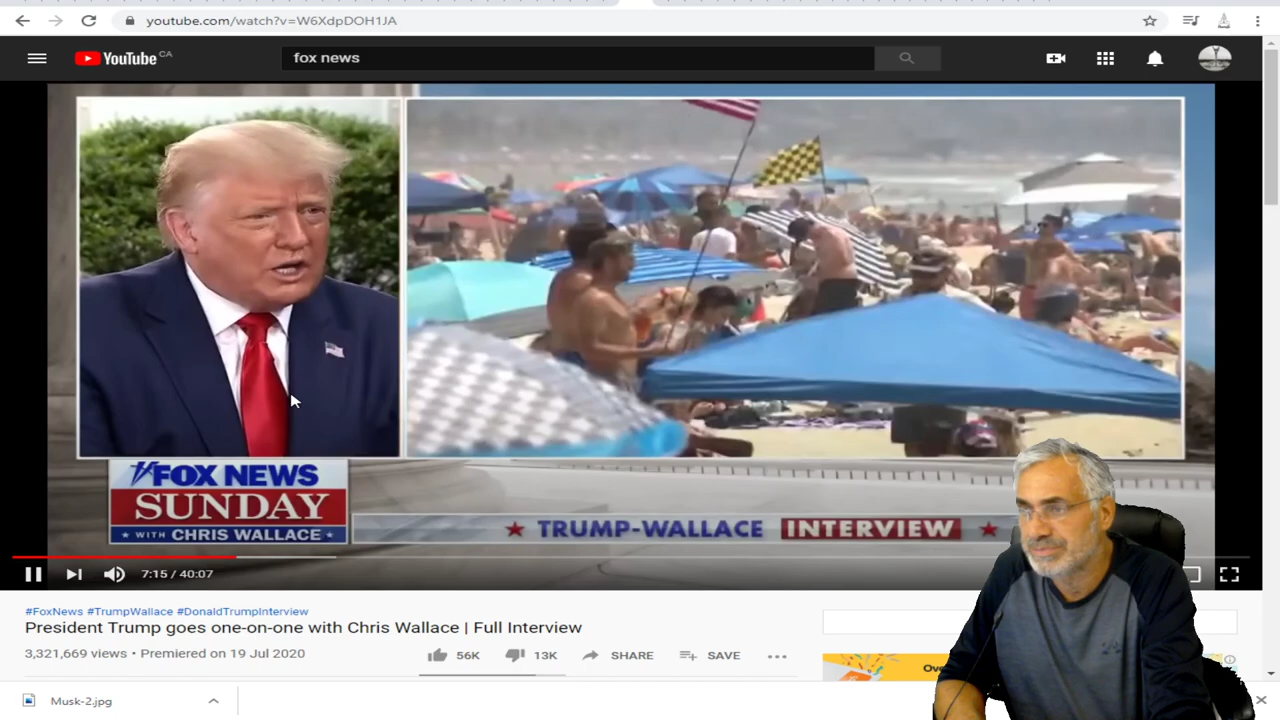 youtube.com/watch?v=W6XdpDOH1JA
YouTube CA
fox news
FOX NEWS
SUNDAY
WITH CHRIS WALLACE
TRUMP-WALLACE INTERVIEW
7:15 / 40:07
#FoxNews #TrumpWallace #DonaldTrumpInterview
President Trump goes one-on-one with Chris Wallace | Full Interview
3,321,669 views • Premiered on 19 Jul 2020
56K 13K SHARE SAVE
Musk-2.jpg